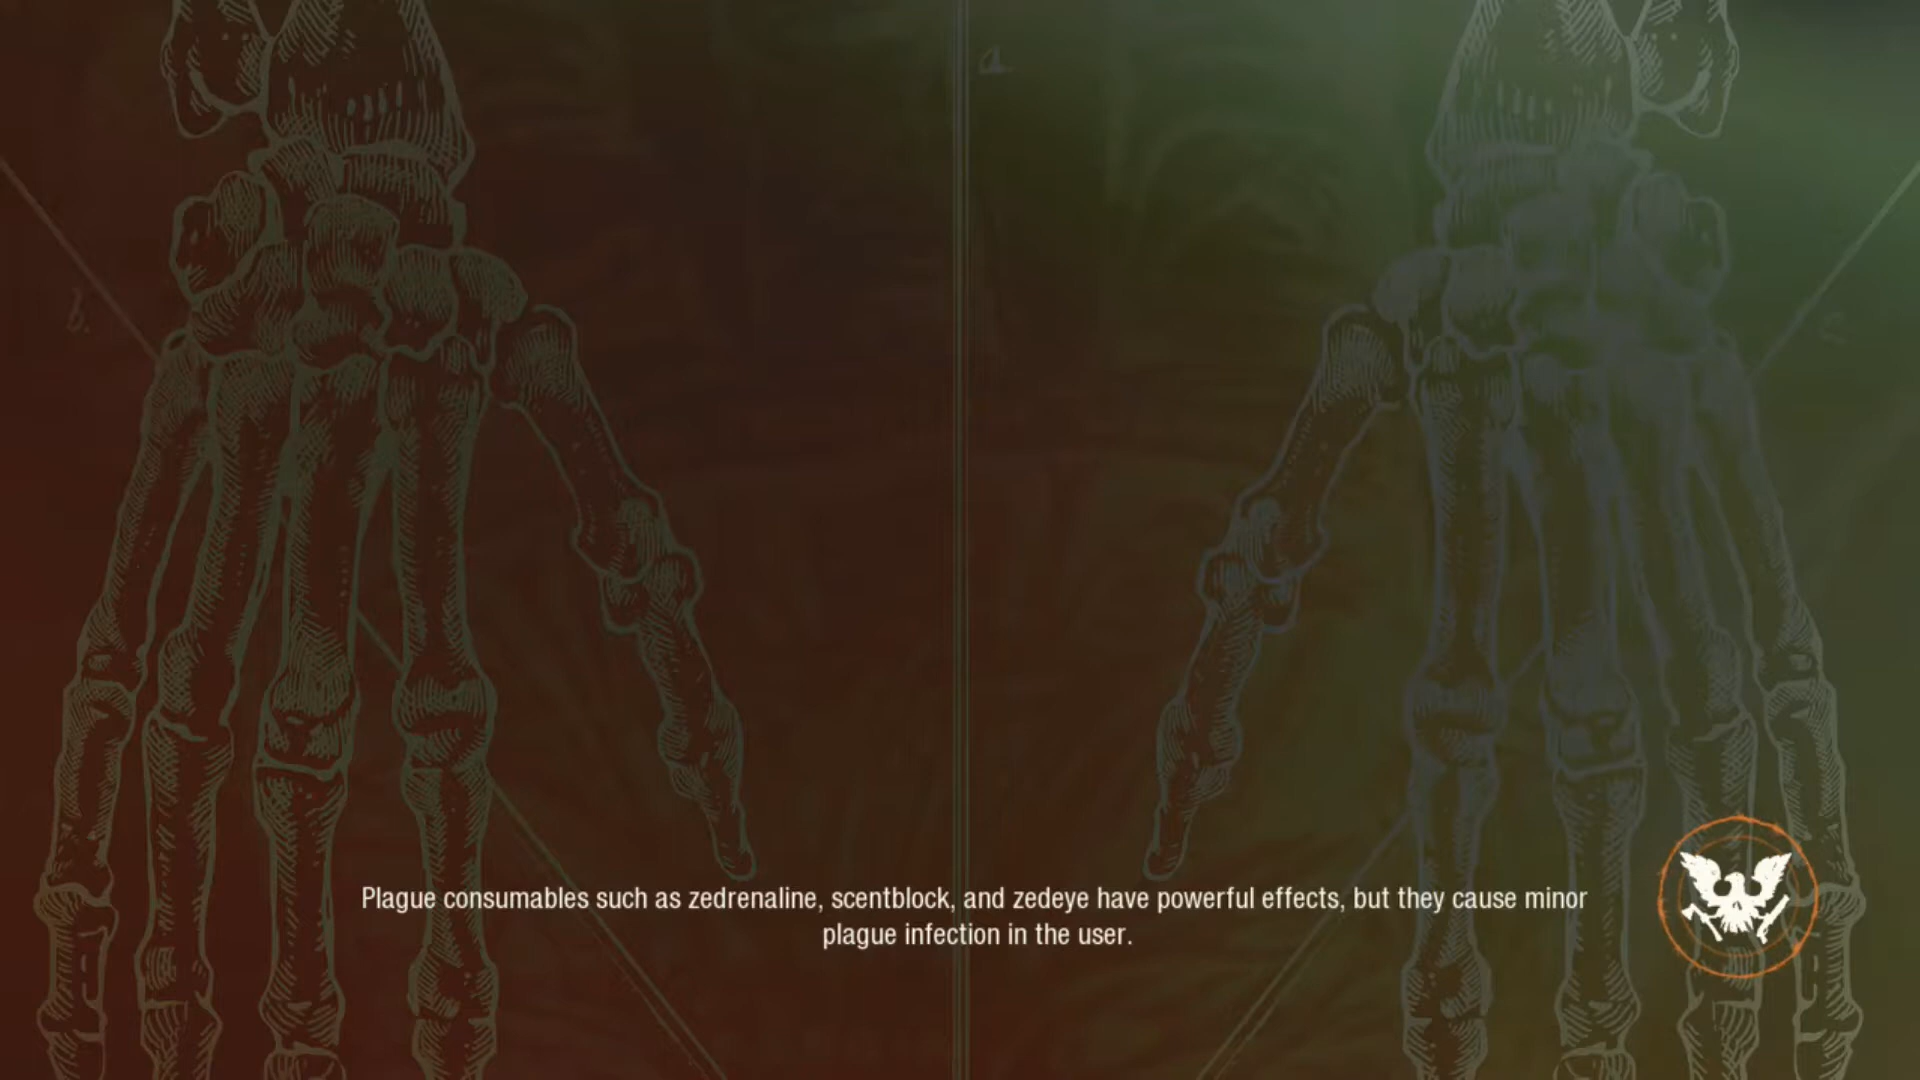 a
b.
Plague consumables such as zedrenaline, scentblock, and zedeye have powerful effects, but they cause minor
plague infection in the user.